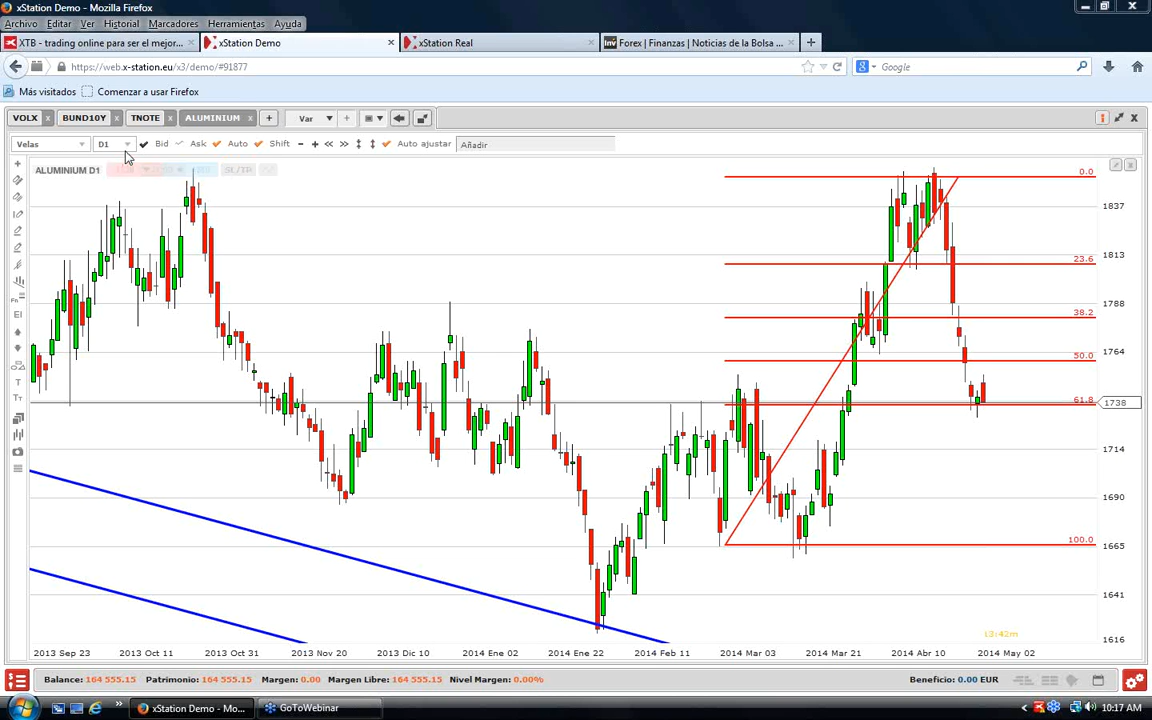 xStation Demo - Mozilla Firefox
Archivo Editar Ver Historial Marcadores Herramientas Ayuda
XTB - trading online para ser el mejor... × xStation Demo × xStation Real × Inv Forex | Finanzas | Noticias de la Bolsa ... × +
https://web.x-station.eu/x3/demo/#91877 Google
Más visitados Comenzar a usar Firefox
VOLX x BUND10Y x TNOTE x ALUMINIUM x + Var +
Velas D1 Bid Ask Auto Shift - + << >> Auto ajustar Añadir
ALUMINIUM D1 SL/TP
0.0
1837
1813
23.6
1788
38.2
1764
50.0
61.8
1738
1714
1690
1665
100.0
1641
13:42m
1616
2013 Sep 23 2013 Oct 11 2013 Nov 20 2013 Dic 10 2014 Ene 02 2014 Ene 22 2014 Feb 11 2014 Mar 03 2014 Mar 21 2014 Abr 10 2014 May 02
Balance: 164 555.15 Patrimonio: 164 555.15 Margen: 0.00 Margen Libre: 164 555.15 Nivel Margen: 0.00% Beneficio: 0.00 EUR
xStation Demo - Mo... GoToWebinar 10:17 AM